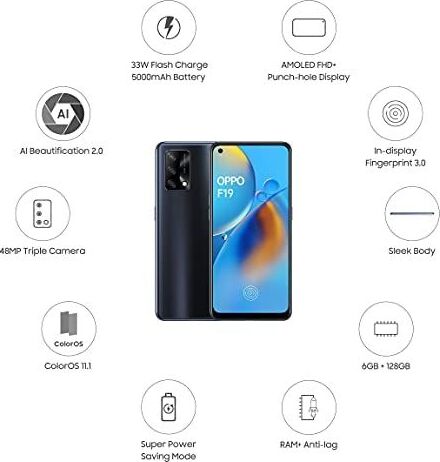 33W Flash Charge
5000mAh Battery
AMOLED FHD+
Punch-hole Display
AI
AI Beautification 2.0
In-display
Fingerprint 3.0
OPPO
F19
48MP Triple Camera
Sleek Body
ColorOS
ColorOS 11.1
6GB + 128GB
Super Power
Saving Mode
RAM+ Anti-lag